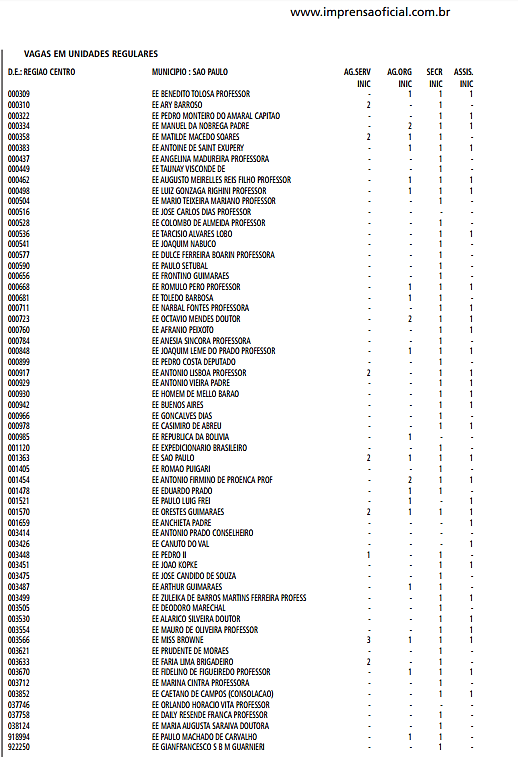 www.imprensaoficial.com.br
VAGAS EM UNIDADES REGULARES
D.E.: REGIAO CENTRO MUNICIPIO : SAO PAULO AG.SERV AG.ORG SECR ASSIS.
INIC INIC INIC INIC
000309 EE BENEDITO TOLOSA PROFESSOR - 1 1 1
000310 EE ARY BARROSO 2 - 1 -
000322 EE PEDRO MONTEIRO DO AMARAL CAPITAO - - 1 1
000334 EE MANUEL DA NOBREGA PADRE - 2 1 1
000358 EE MATILDE MACEDO SOARES 2 1 1 -
000383 EE ANTOINE DE SAINT EXUPERY - 1 1 1
000437 EE ANGELINA MADUREIRA PROFESSORA - - 1 -
000449 EE TAUNAY VISCONDE DE - - 1 -
000462 EE AUGUSTO MEIRELLES REIS FILHO PROFESSOR - 1 1 1
000498 EE LUIZ GONZAGA RIGHINI PROFESSOR - 1 1 1
000504 EE MARIO TEIXEIRA MARIANO PROFESSOR - - 1 -
000516 EE JOSE CARLOS DIAS PROFESSOR - - - -
000528 EE COLOMBO DE ALMEIDA PROFESSOR - - 1 -
000536 EE TARCISIO ALVARES LOBO - - 1 1
000541 EE JOAQUIM NABUCO - - 1 -
000577 EE DULCE FERREIRA BOARIN PROFESSORA - - 1 -
000590 EE PAULO SETUBAL - - 1 -
000656 EE FRONTINO GUIMARAES - - 1 -
000668 EE ROMULO PERO PROFESSOR - 1 1 1
000681 EE TOLEDO BARBOSA - 1 1 -
000711 EE NARBAL FONTES PROFESSORA - - 1 1
000723 EE OCTAVIO MENDES DOUTOR - 2 1 1
000760 EE AFRANIO PEIXOTO - - 1 1
000784 EE ANESIA SINCORA PROFESSORA - - 1 -
000848 EE JOAQUIM LEME DO PRADO PROFESSOR - 1 1 1
000899 EE PEDRO COSTA DEPUTADO - - 1 -
000917 EE ANTONIO LISBOA PROFESSOR 2 - 1 1
000929 EE ANTONIO VIEIRA PADRE - - 1 1
000930 EE HOMEM DE MELLO BARAO - - 1 1
000942 EE BUENOS AIRES - - 1 1
000966 EE GONCALVES DIAS - - 1 -
000978 EE CASIMIRO DE ABREU - - 1 1
000985 EE REPUBLICA DA BOLIVIA - 1 - -
001120 EE EXPEDICIONARIO BRASILEIRO - - 1 -
001363 EE SAO PAULO 2 1 1 1
001405 EE ROMAO PUIGARI - - 1 -
001454 EE ANTONIO FIRMINO DE PROENCA PROF - 2 1 1
001478 EE EDUARDO PRADO - 1 1 -
001521 EE PAULO LUIG FREI - 1 - 1
001570 EE ORESTES GUIMARAES 2 1 1 1
001659 EE ANCHIETA PADRE - - - 1
003414 EE ANTONIO PRADO CONSELHEIRO - - - -
003426 EE CANUTO DO VAL - - - 1
003448 EE PEDRO II 1 - 1 -
003451 EE JOAO KOPKE - - 1 1
003475 EE JOSE CANDIDO DE SOUZA - - 1 -
003487 EE ARTHUR GUIMARAES - 1 1 -
003499 EE ZULEIKA DE BARROS MARTINS FERREIRA PROFESS - - 1 1
003505 EE DEODORO MARECHAL - - 1 -
003530 EE ALARICO SILVEIRA DOUTOR - - 1 1
003554 EE MAURO DE OLIVEIRA PROFESSOR - - 1 1
003566 EE MISS BROWNE 3 1 1 1
003621 EE PRUDENTE DE MORAES - - 1 -
003633 EE FARIA LIMA BRIGADEIRO 2 - 1 -
003670 EE FIDELINO DE FIGUEIREDO PROFESSOR - 1 1 1
003712 EE MARINA CINTRA PROFESSORA - - 1 -
003852 EE CAETANO DE CAMPOS (CONSOLACAO) - - 1 1
037746 EE ORLANDO HORACIO VITA PROFESSOR - - - -
037758 EE DAILY RESENDE FRANCA PROFESSOR - - 1 -
038124 EE MARIA AUGUSTA SARAIVA DOUTORA - - 1 -
918994 EE PAULO MACHADO DE CARVALHO - 1 1 -
922250 EE GIANFRANCESCO S B M GUARNIERI - - 1 -